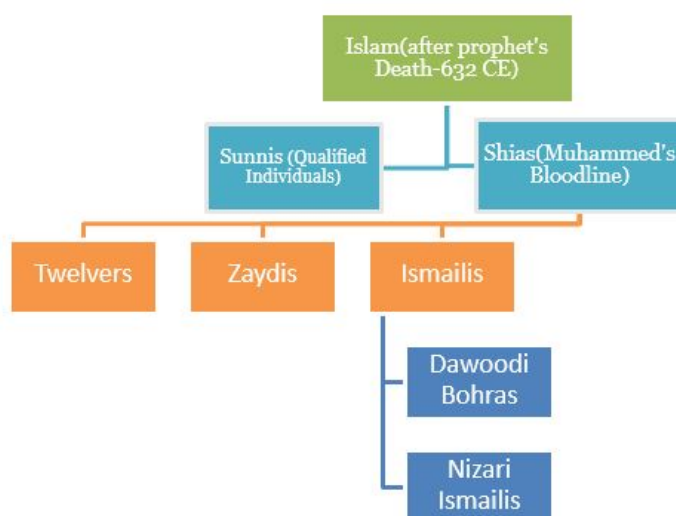 Islam(after prophet's
Death-632 CE)
Sunnis (Qualified
Individuals)
Shias(Muhammed's
Bloodline)
Twelvers
Zaydis
Ismailis
Dawoodi
Bohras
Nizari
Ismailis